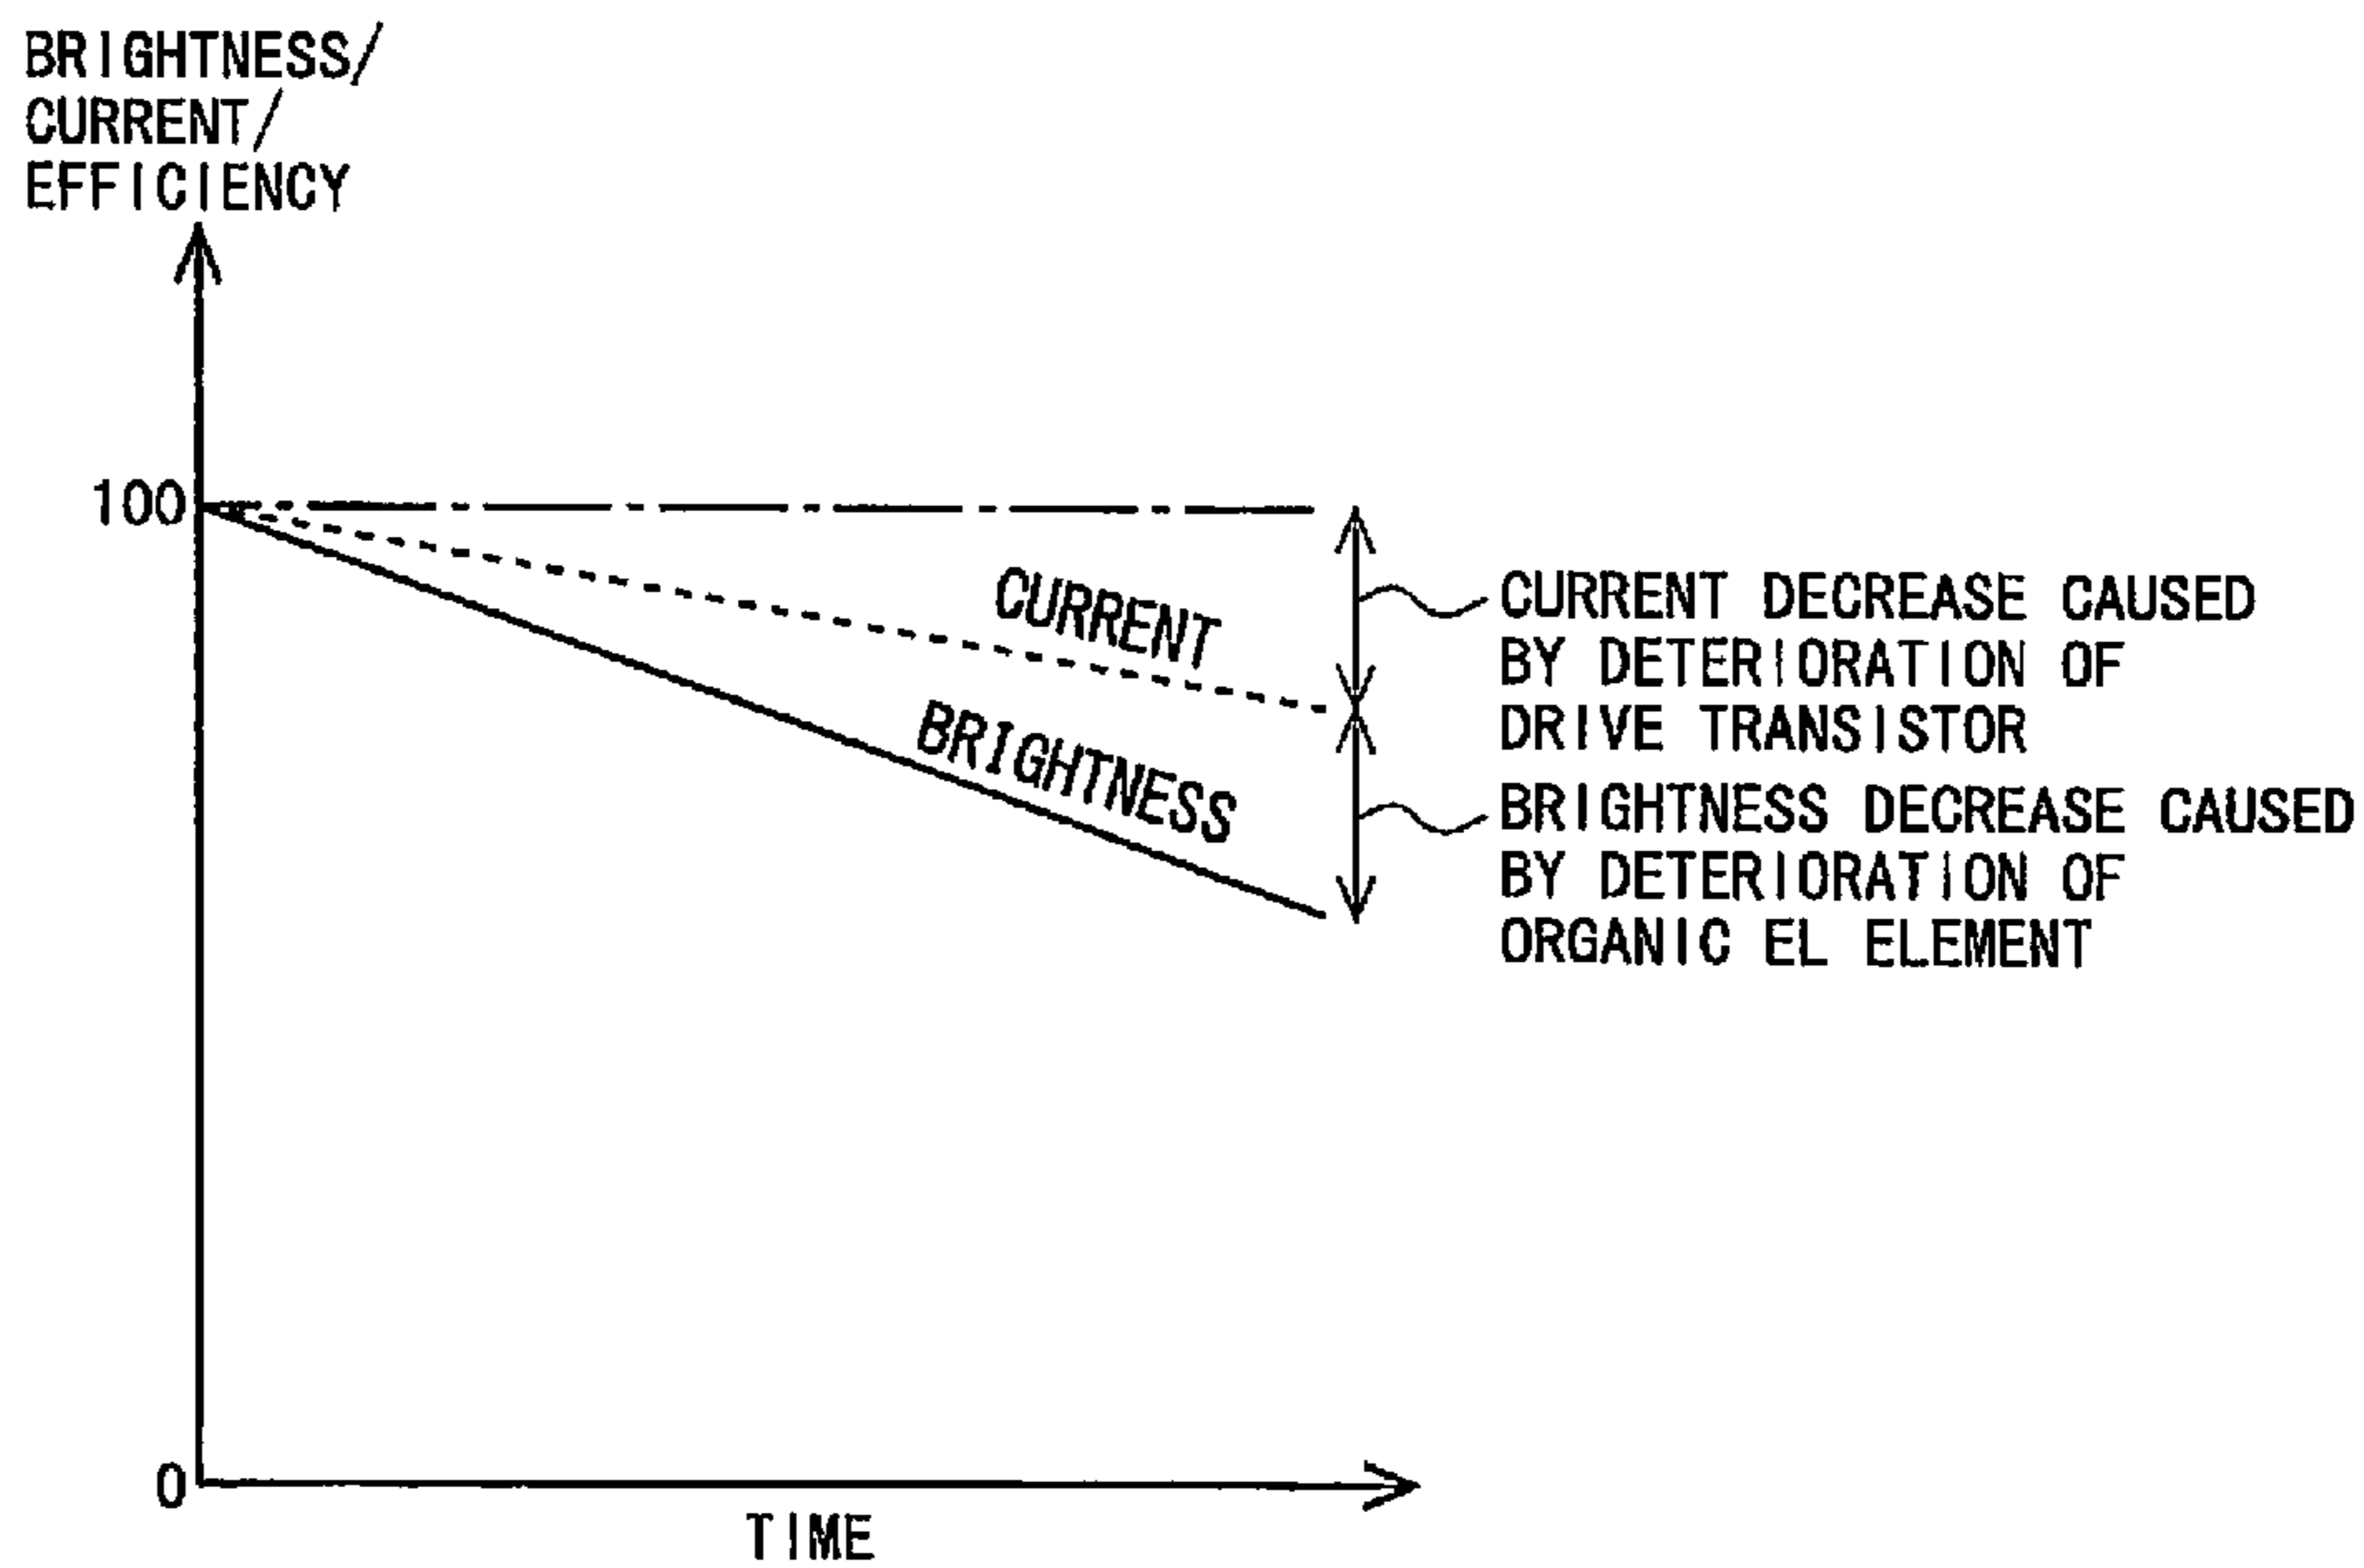 BRIGHTNESS/
CURRENT/
EFFICIENCY
100
CURRENT
BRIGHTNESS
CURRENT DECREASE CAUSED
BY DETERIORATION OF
DRIVE TRANSISTOR
BRIGHTNESS DECREASE CAUSED
BY DETERIORATION OF
ORGANIC EL ELEMENT
0
TIME